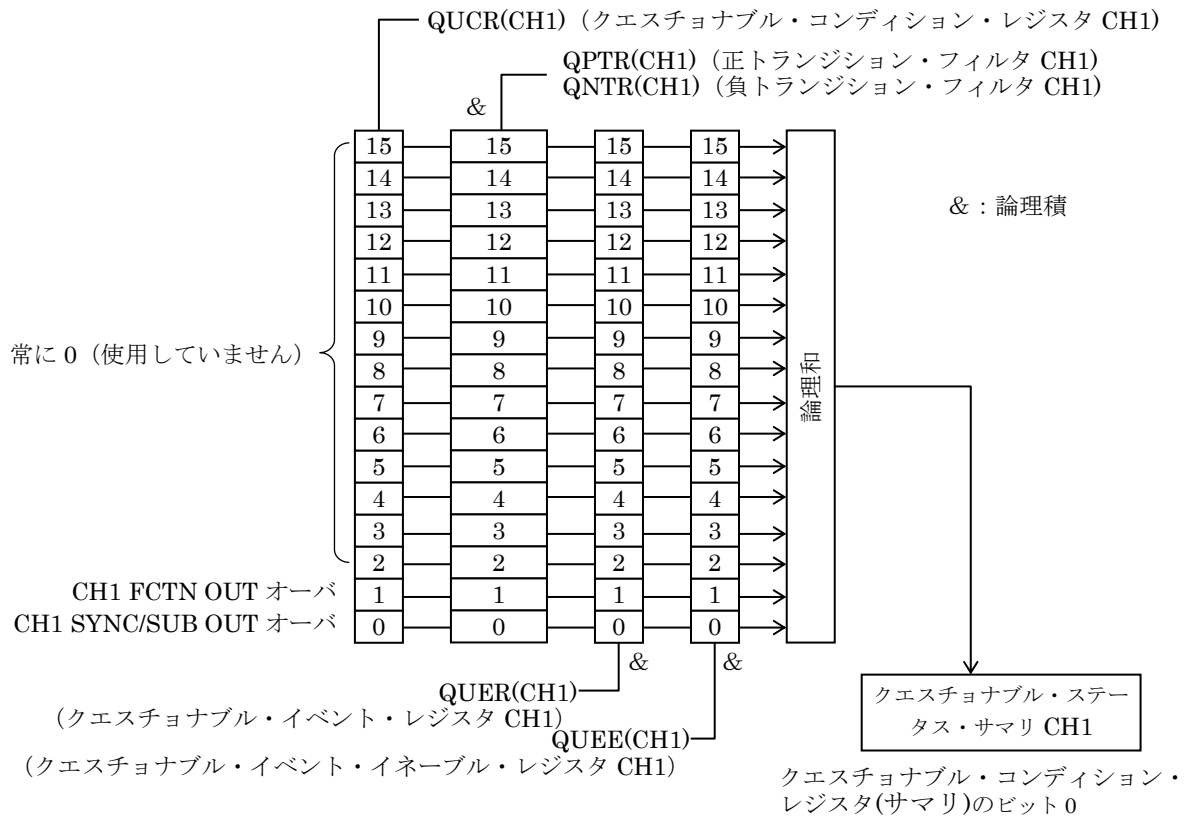 QUCR(CH1)（クエスチョナブル・コンディション・レジスタ CH1)
QPTR(CH1)（正トランジション・フィルタ CH1)
QNTR(CH1)（負トランジション・フィルタ CH1)
&
15 15 15 15
14 14 14 14
13 13 13 13
&：論理積
12 12 12 12
11 11 11 11
10 10 10 10
9 9 9 9
常に 0（使用していません）
8 8 8 8
論理和
7 7 7 7
6 6 6 6
5 5 5 5
4 4 4 4
3 3 3 3
2 2 2 2
CH1 FCTN OUT オーバ 1 1 1 1
CH1 SYNC/SUB OUT オーバ 0 0 0 0
& &
QUER(CH1)
（クエスチョナブル・イベント・レジスタ CH1）
QUEE(CH1)
（クエスチョナブル・イベント・イネーブル・レジスタ CH1）
クエスチョナブル・ステー
タス・サマリ CH1
クエスチョナブル・コンディション・
レジスタ(サマリ)のビット 0